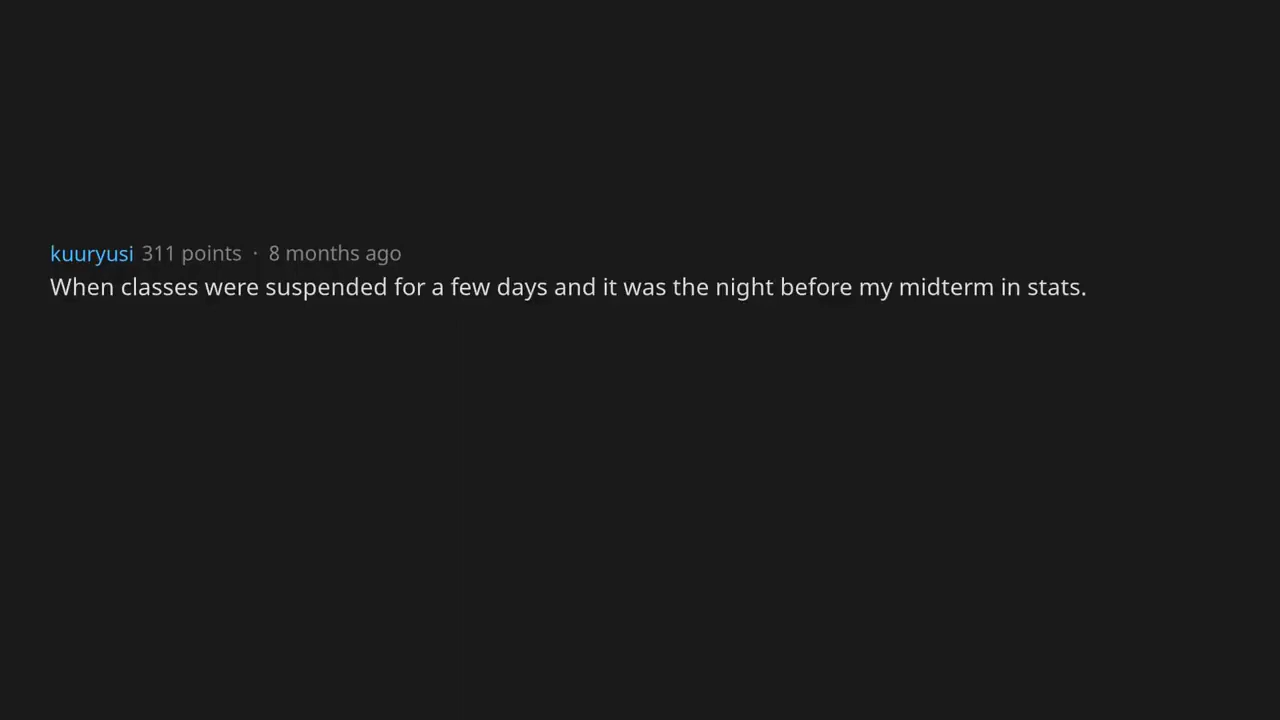 kuuryusi 311 points · 8 months ago
When classes were suspended for a few days and it was the night before my midterm in stats.